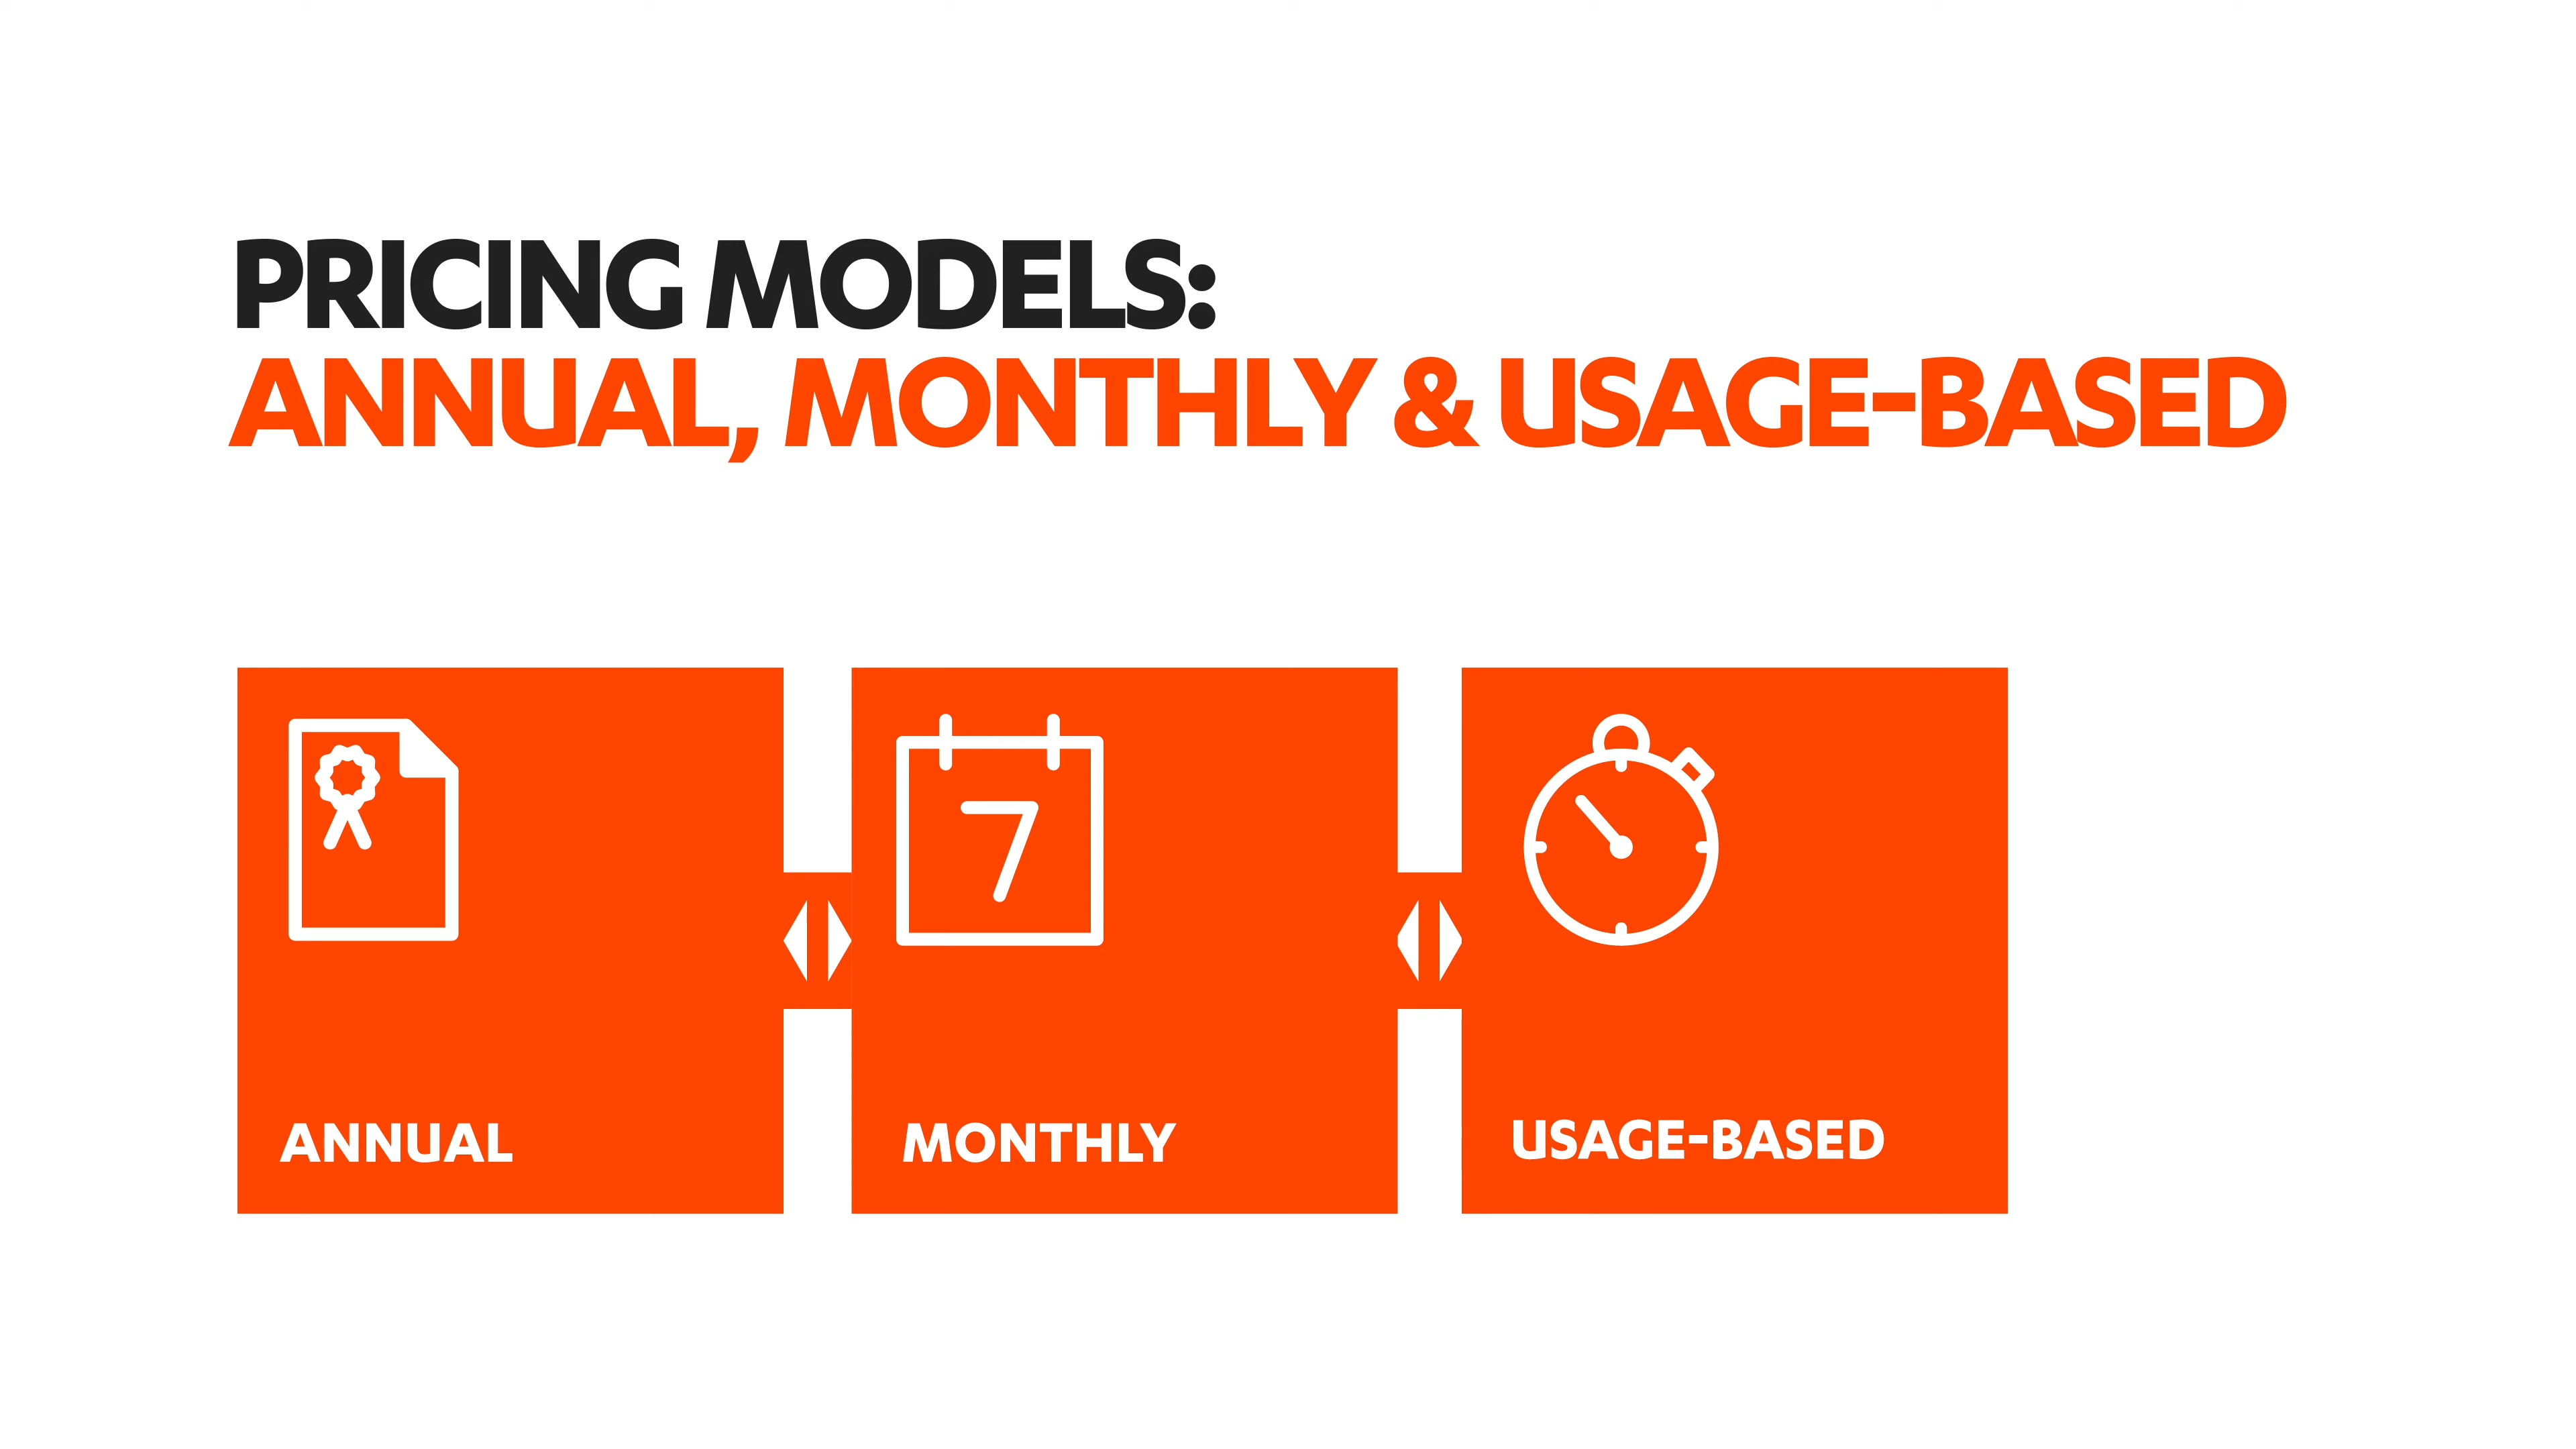 PRICING MODELS:
ANNUAL, MONTHLY & USAGE-BASED
7
ANNUAL
MONTHLY
USAGE-BASED